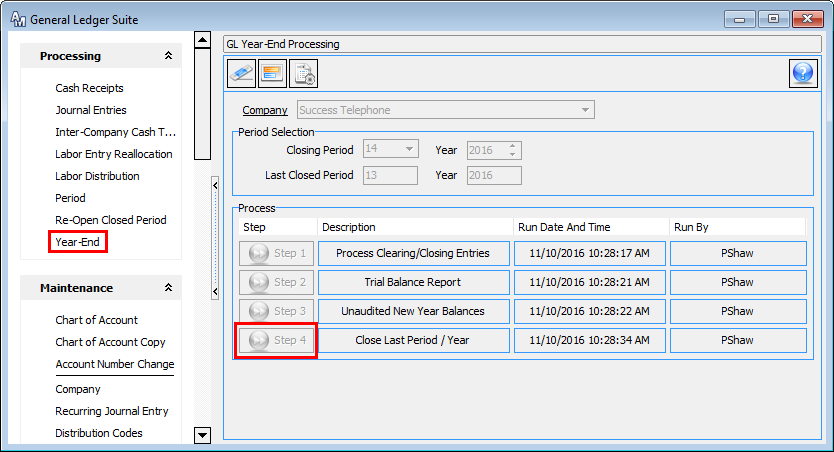 AM General Ledger Suite
Processing
Cash Receipts
Journal Entries
Inter-Company Cash T...
Labor Entry Reallocation
Labor Distribution
Period
Re-Open Closed Period
Year-End
Maintenance
Chart of Account
Chart of Account Copy
Account Number Change
Company
Recurring Journal Entry
Distribution Codes
GL Year-End Processing
?
Company Success Telephone
Period Selection
Closing Period 14 Year 2016
Last Closed Period 13 Year 2016
Process
Step Description Run Date And Time Run By
Step 1 Process Clearing/Closing Entries 11/10/2016 10:28:17 AM PShaw
Step 2 Trial Balance Report 11/10/2016 10:28:21 AM PShaw
Step 3 Unaudited New Year Balances 11/10/2016 10:28:22 AM PShaw
Step 4 Close Last Period / Year 11/10/2016 10:28:34 AM PShaw